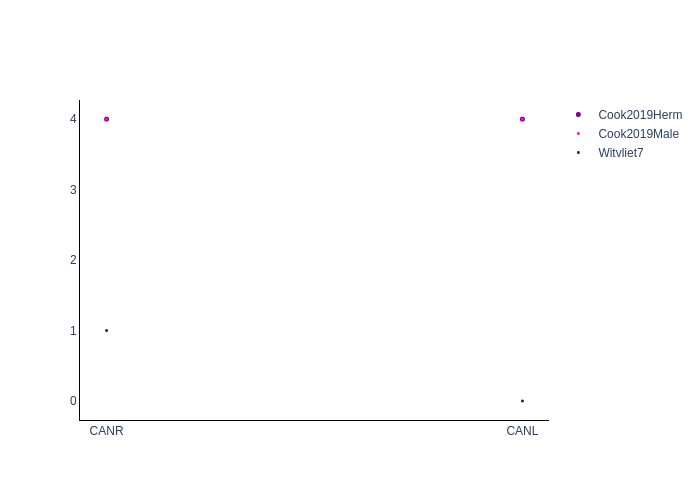 4
3
2
1
0
CANR
CANL
Cook2019Herm
Cook2019Male
Witvliet7